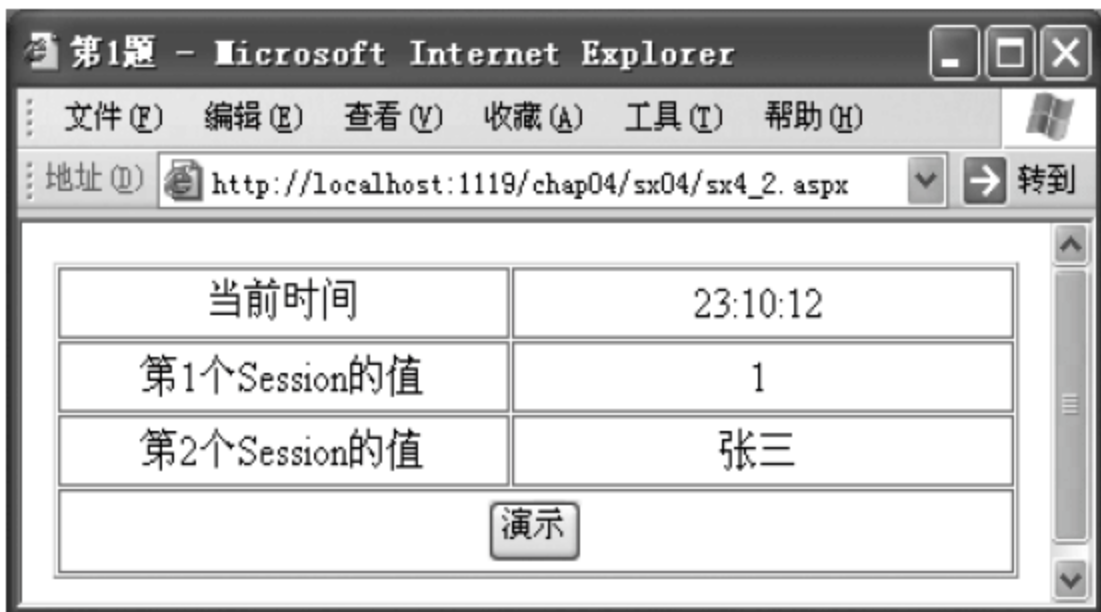 第1题 - Microsoft Internet Explorer
文件(F) 编辑(E) 查看(V) 收藏(A) 工具(T) 帮助(H)
地址(D) http://localhost:1119/chap04/sx04/sx4_2.aspx 转到
当前时间 23:10:12
第1个Session的值 1
第2个Session的值 张三
演示